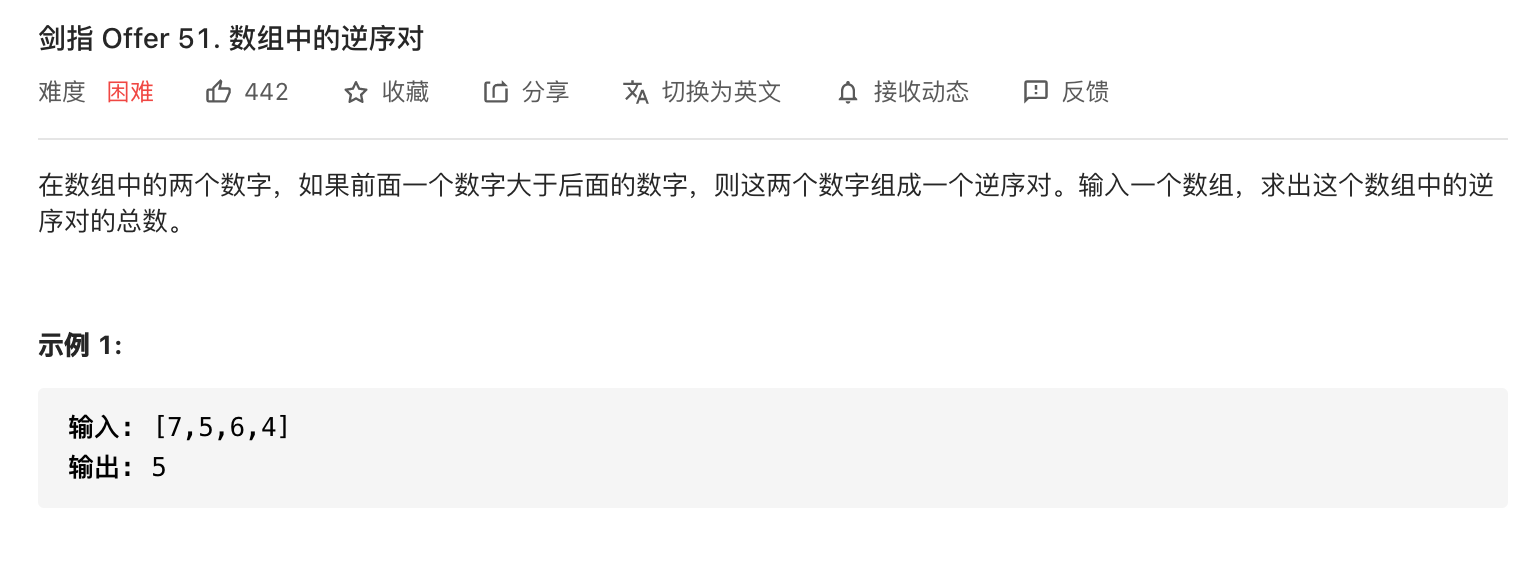 剑指 Offer 51. 数组中的逆序对
难度 困难 442 收藏 分享 切换为英文 接收动态 反馈
在数组中的两个数字，如果前面一个数字大于后面的数字，则这两个数字组成一个逆序对。输入一个数组，求出这个数组中的逆
序对的总数。
示例 1:
输入: [7,5,6,4]
输出: 5